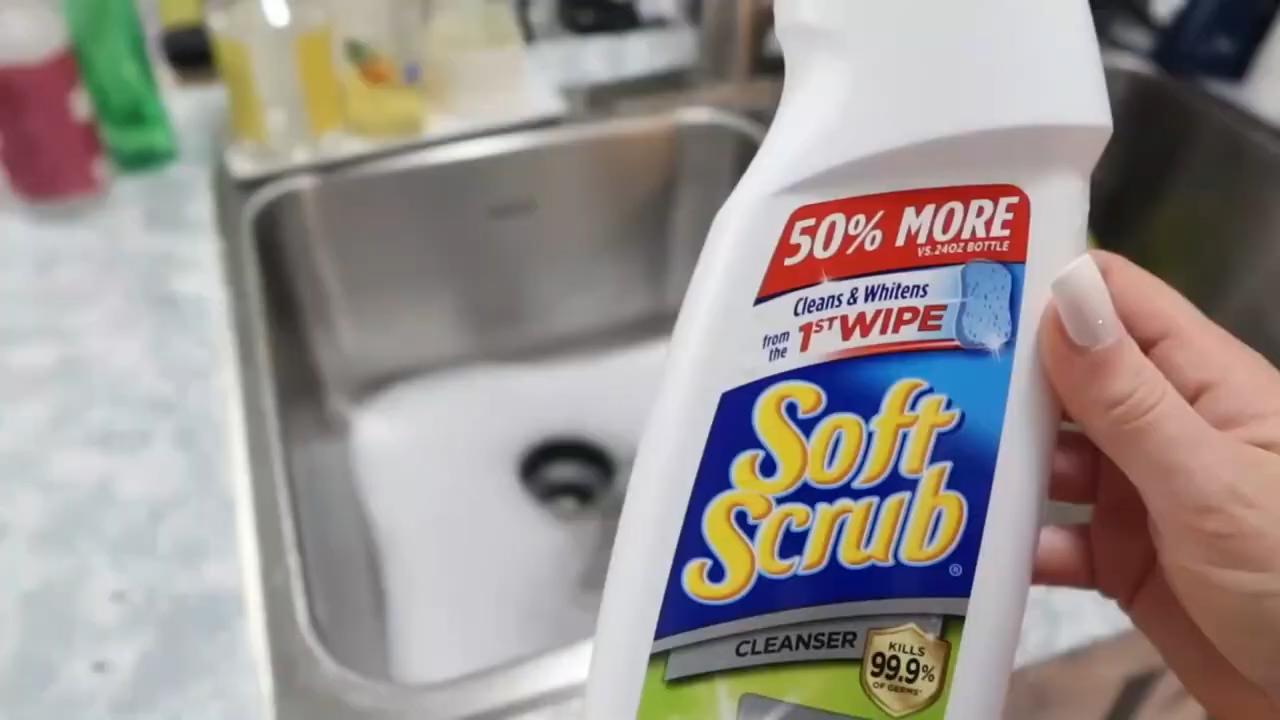 50% MORE
VS. 24OZ BOTTLE
Cleans & Whitens
from the 1ST WIPE
Soft
Scrub®
CLEANSER
KILLS
99.9%
OF GERMS*